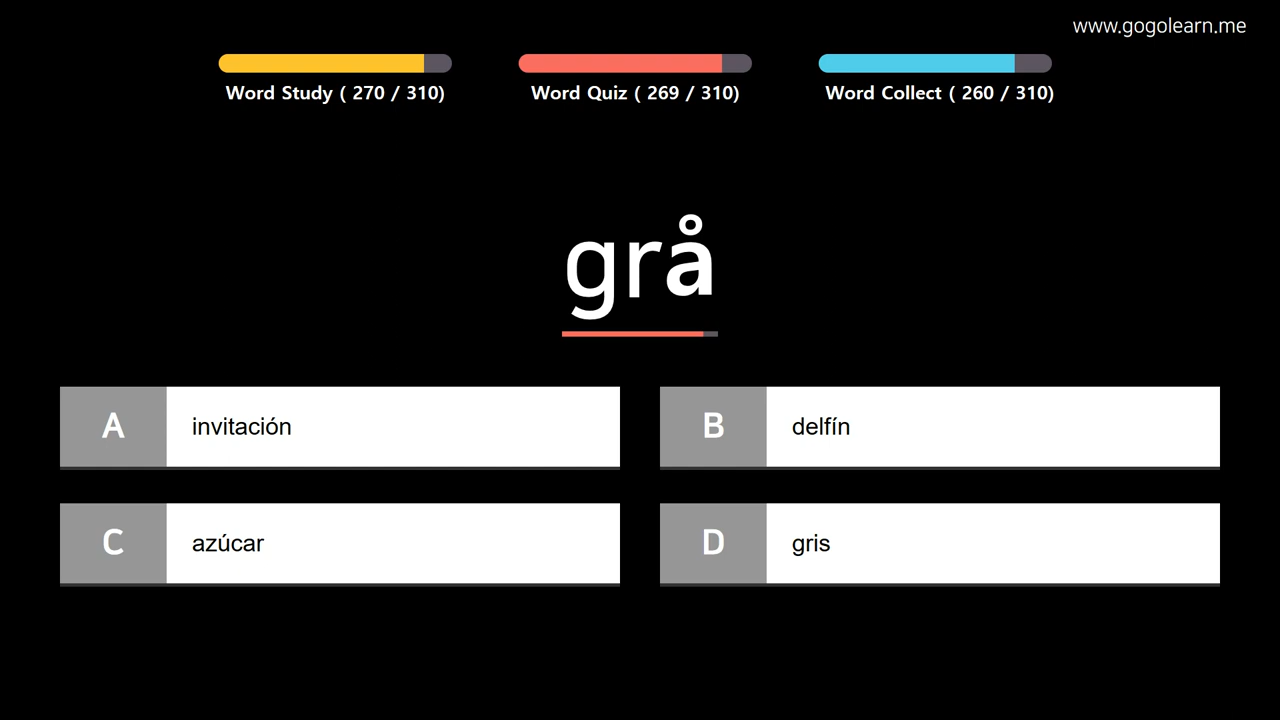 www.gogolearn.me
Word Study ( 270 / 310)
Word Quiz ( 269 / 310)
Word Collect ( 260 / 310)
grå
A invitación
B delfín
C azúcar
D gris